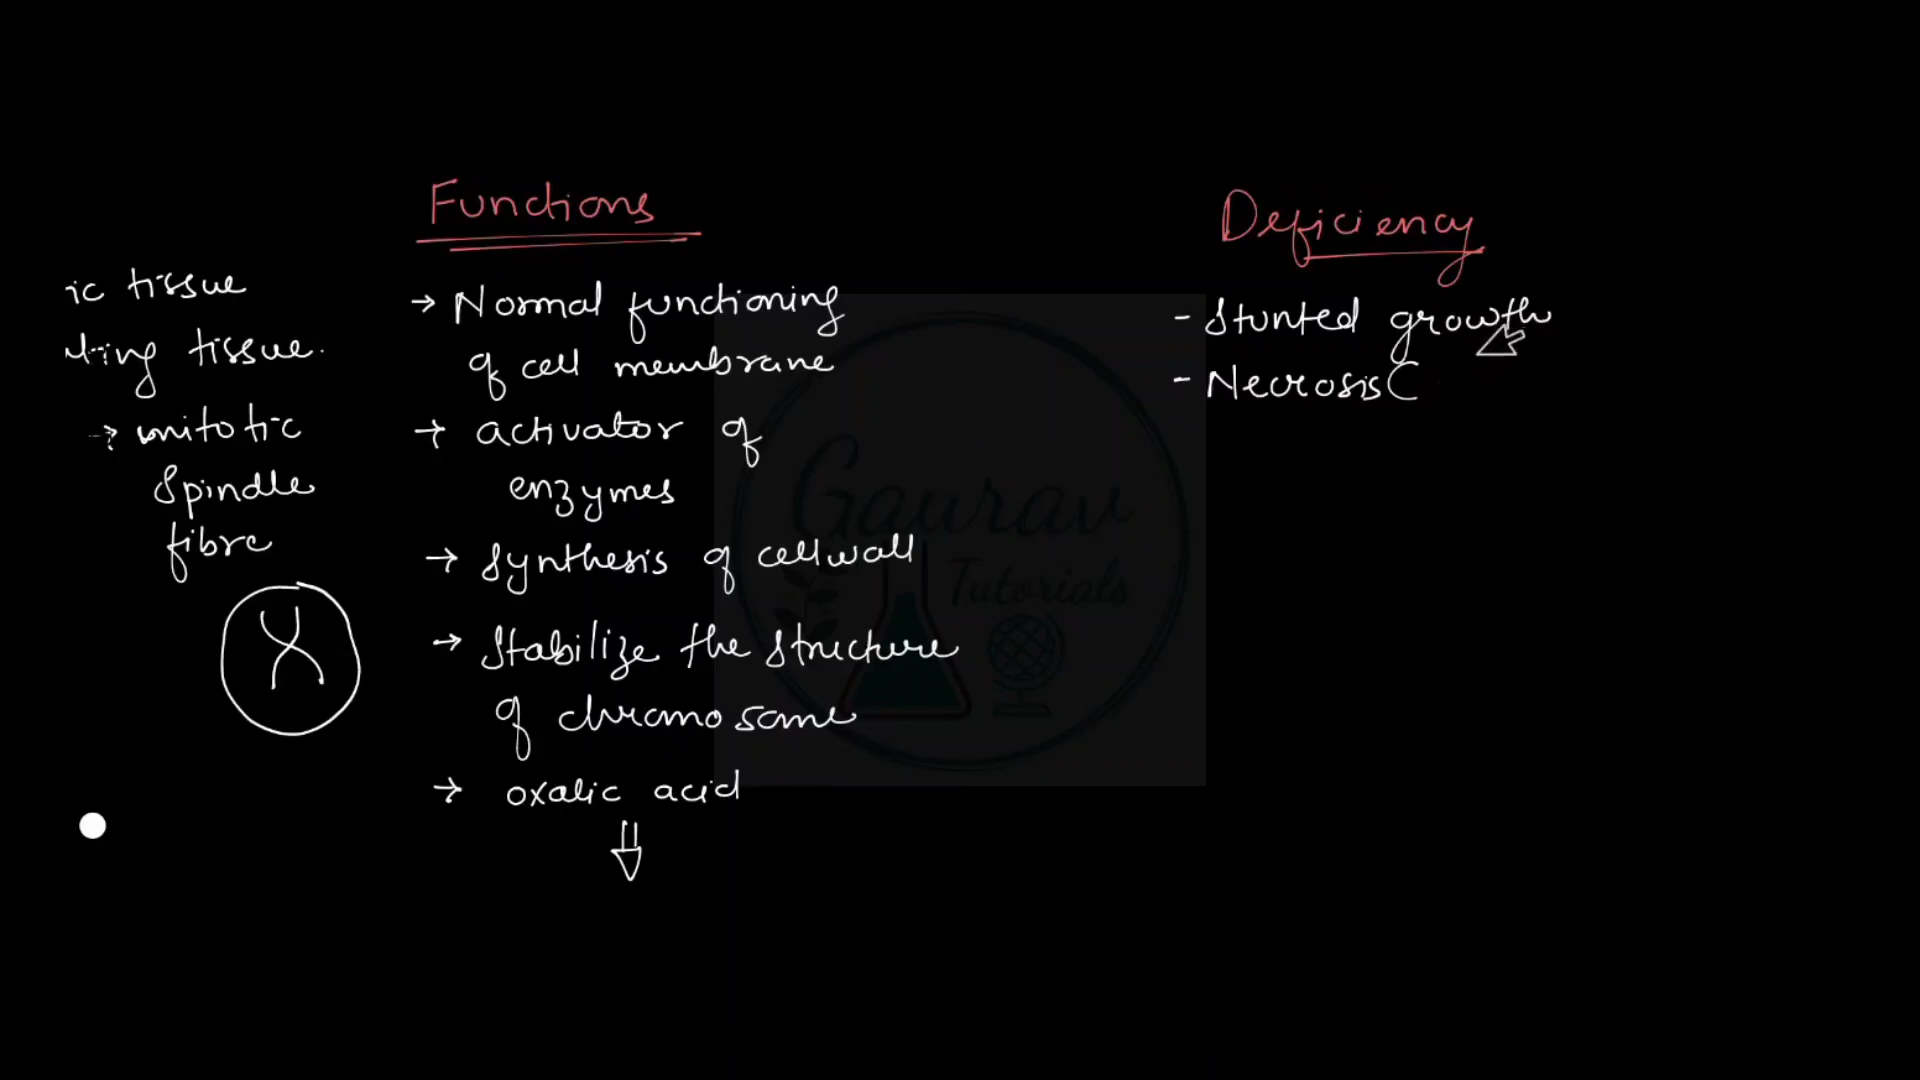 Functions
Deficiency
ic tissue
ting tissue.
→ mitotic
spindle
fibre
→ Normal functioning
of cell membrane
→ activator of
enzymes
→ synthesis of cellwall
→ Stabilize the structure
of chromosome
→ oxalic acid
- Stunted growth
- Necrosis (
Gaurav
Tutorials